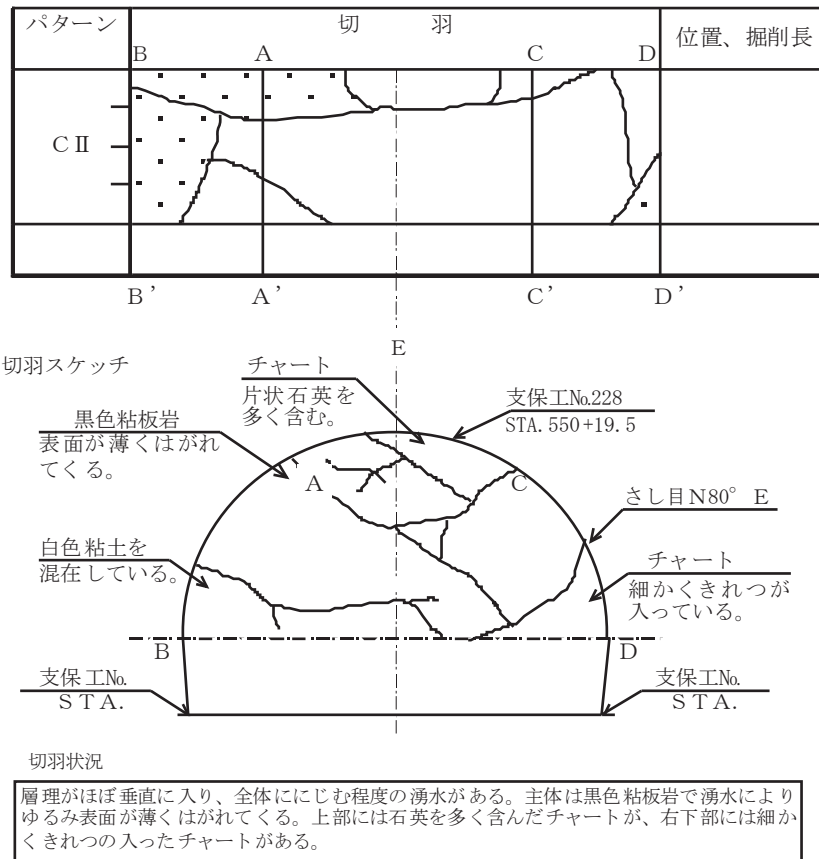 パターン
切 羽
位置、掘削長
B A C D
CⅡ
B’ A’ C’ D’
E
切羽スケッチ
チャート
片状石英を
多く含む。
支保工№228
STA.550+19.5
黒色粘板岩
表面が薄くはがれ
てくる。
A
C
さし目N80° E
白色粘土を
混在している。
チャート
細かくきれつが
入っている。
B
D
支保工№
STA.
支保工№
STA.
切羽状況
層理がほぼ垂直に入り、全体ににじむ程度の湧水がある。主体は黒色粘板岩で湧水により
ゆるみ表面が薄くはがれてくる。上部には石英を多く含んだチャートが、右下部には細か
くきれつの入ったチャートがある。